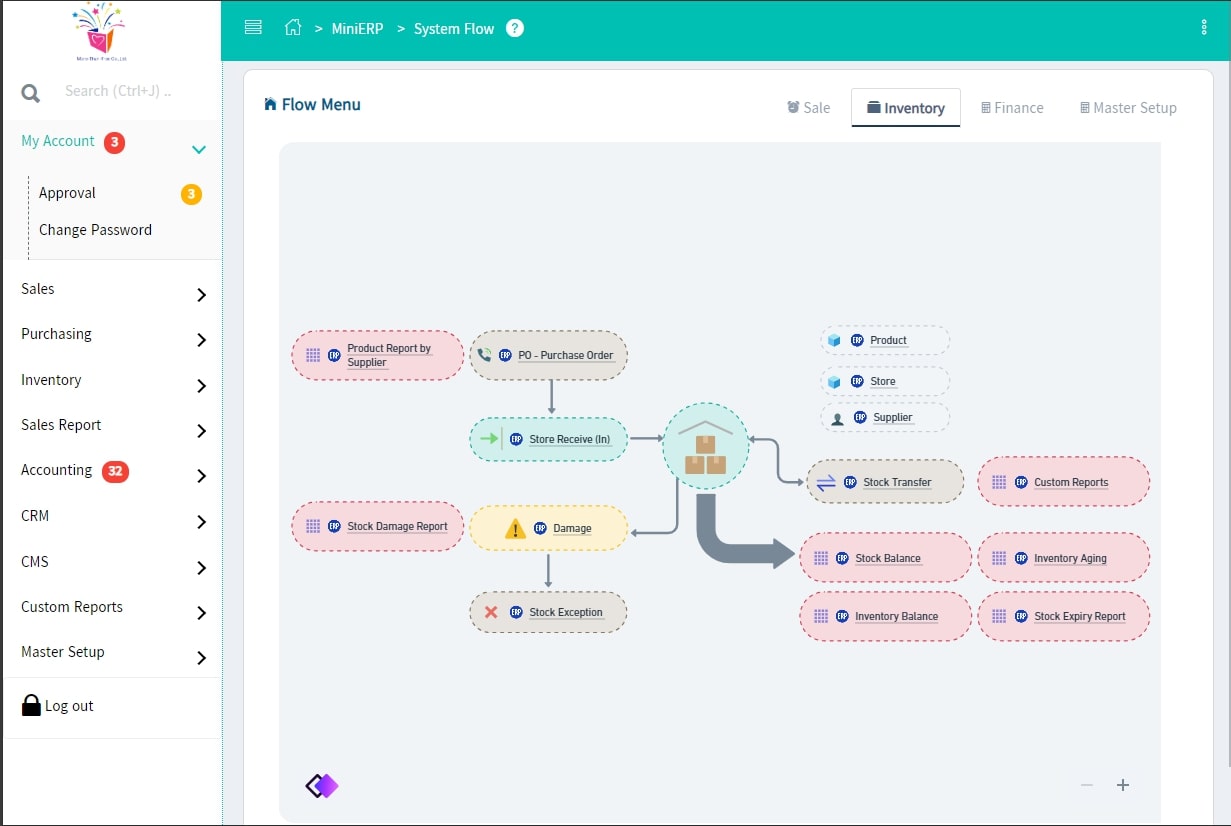 > MiniERP > System Flow ?
Search (Ctrl+J) ..
My Account 3
Approval 3
Change Password
Sales
Purchasing
Inventory
Sales Report
Accounting 32
CRM
CMS
Custom Reports
Master Setup
Log out
Flow Menu
Sale
Inventory
Finance
Master Setup
ERP Product Report by
Supplier
ERP PO - Purchase Order
ERP Product
ERP Store
ERP Supplier
ERP Store Receive (In)
ERP Stock Transfer
ERP Custom Reports
ERP Stock Damage Report
ERP Damage
ERP Stock Balance
ERP Inventory Aging
ERP Stock Exception
ERP Inventory Balance
ERP Stock Expiry Report